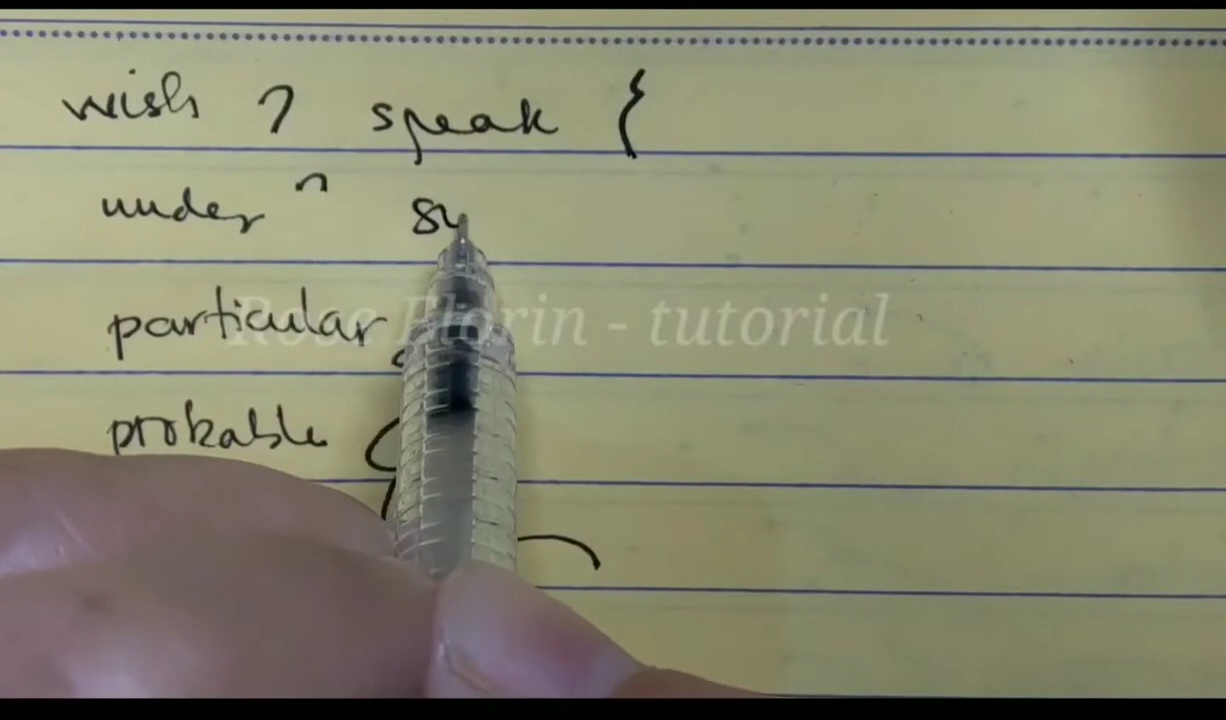 wish speak
under
particular
probable
Rose Florin - tutorial